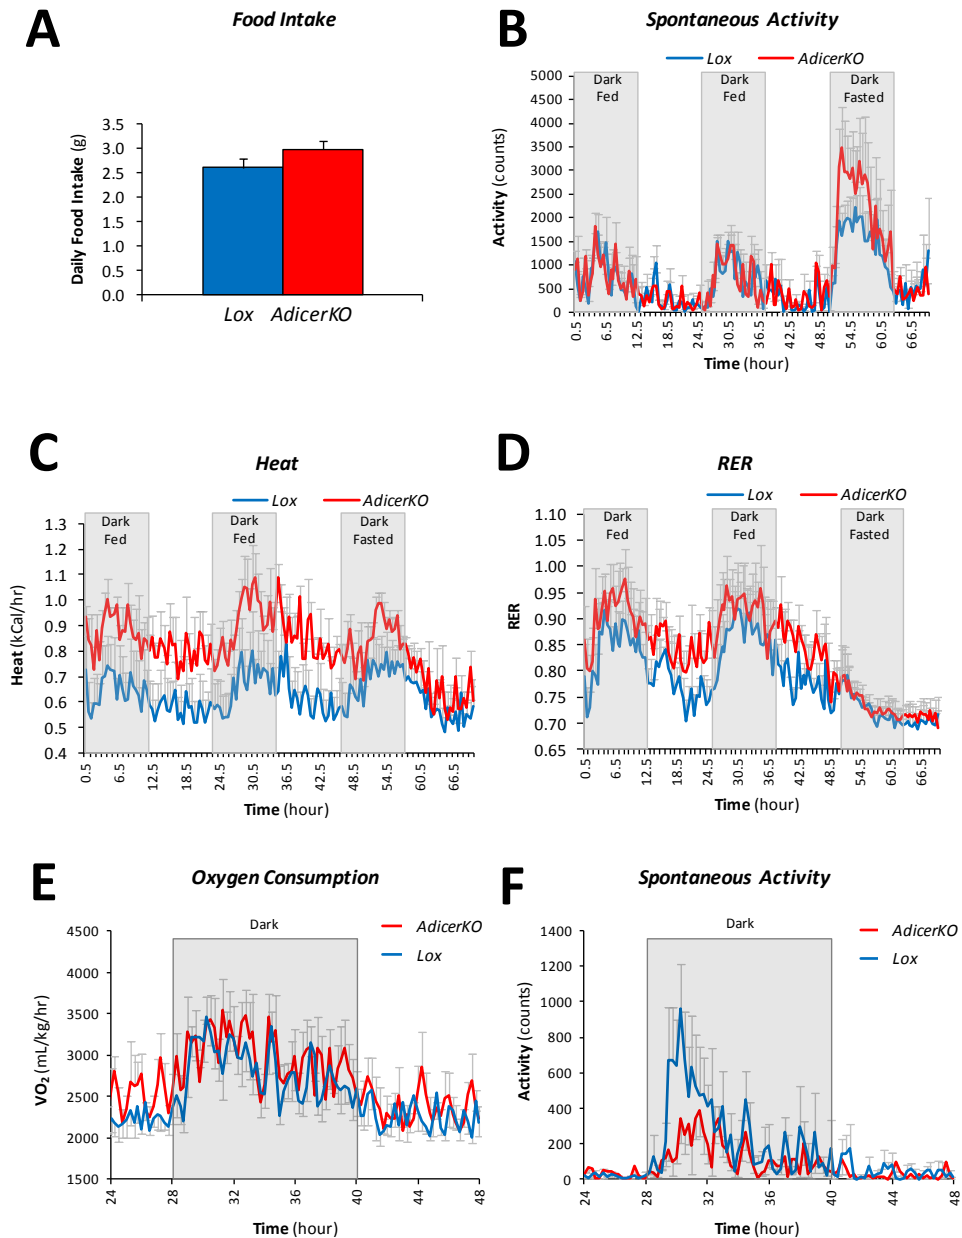 A
Food Intake
Daily Food Intake (g)
3.5
3.0
2.5
2.0
1.5
1.0
0.5
0.0
Lox AdicerKO
B
Spontaneous Activity
Lox AdicerKO
Activity (counts)
5000
4500
4000
3500
3000
2500
2000
1500
1000
500
0
Dark Fed
Dark Fed
Dark Fasted
0.5 6.5 12.5 18.5 24.5 30.5 36.5 42.5 48.5 54.5 60.5 66.5
Time (hour)
C
Heat
Lox AdicerKO
Heat (kCal/hr)
1.3
1.2
1.1
1.0
0.9
0.8
0.7
0.6
0.5
0.4
Dark Fed
Dark Fed
Dark Fasted
0.5 6.5 12.5 18.5 24.5 30.5 36.5 42.5 48.5 54.5 60.5 66.5
Time (hour)
D
RER
Lox AdicerKO
RER
1.10
1.05
1.00
0.95
0.90
0.85
0.80
0.75
0.70
0.65
Dark Fed
Dark Fed
Dark Fasted
0.5 6.5 12.5 18.5 24.5 30.5 36.5 42.5 48.5 54.5 60.5 66.5
Time (hour)
E
Oxygen Consumption
AdicerKO
Lox
Dark
VO2 (mL/kg/hr)
4500
4000
3500
3000
2500
2000
1500
24 28 32 36 40 44 48
Time (hour)
F
Spontaneous Activity
AdicerKO
Lox
Dark
Activity (counts)
1400
1200
1000
800
600
400
200
0
24 28 32 36 40 44 48
Time (hour)